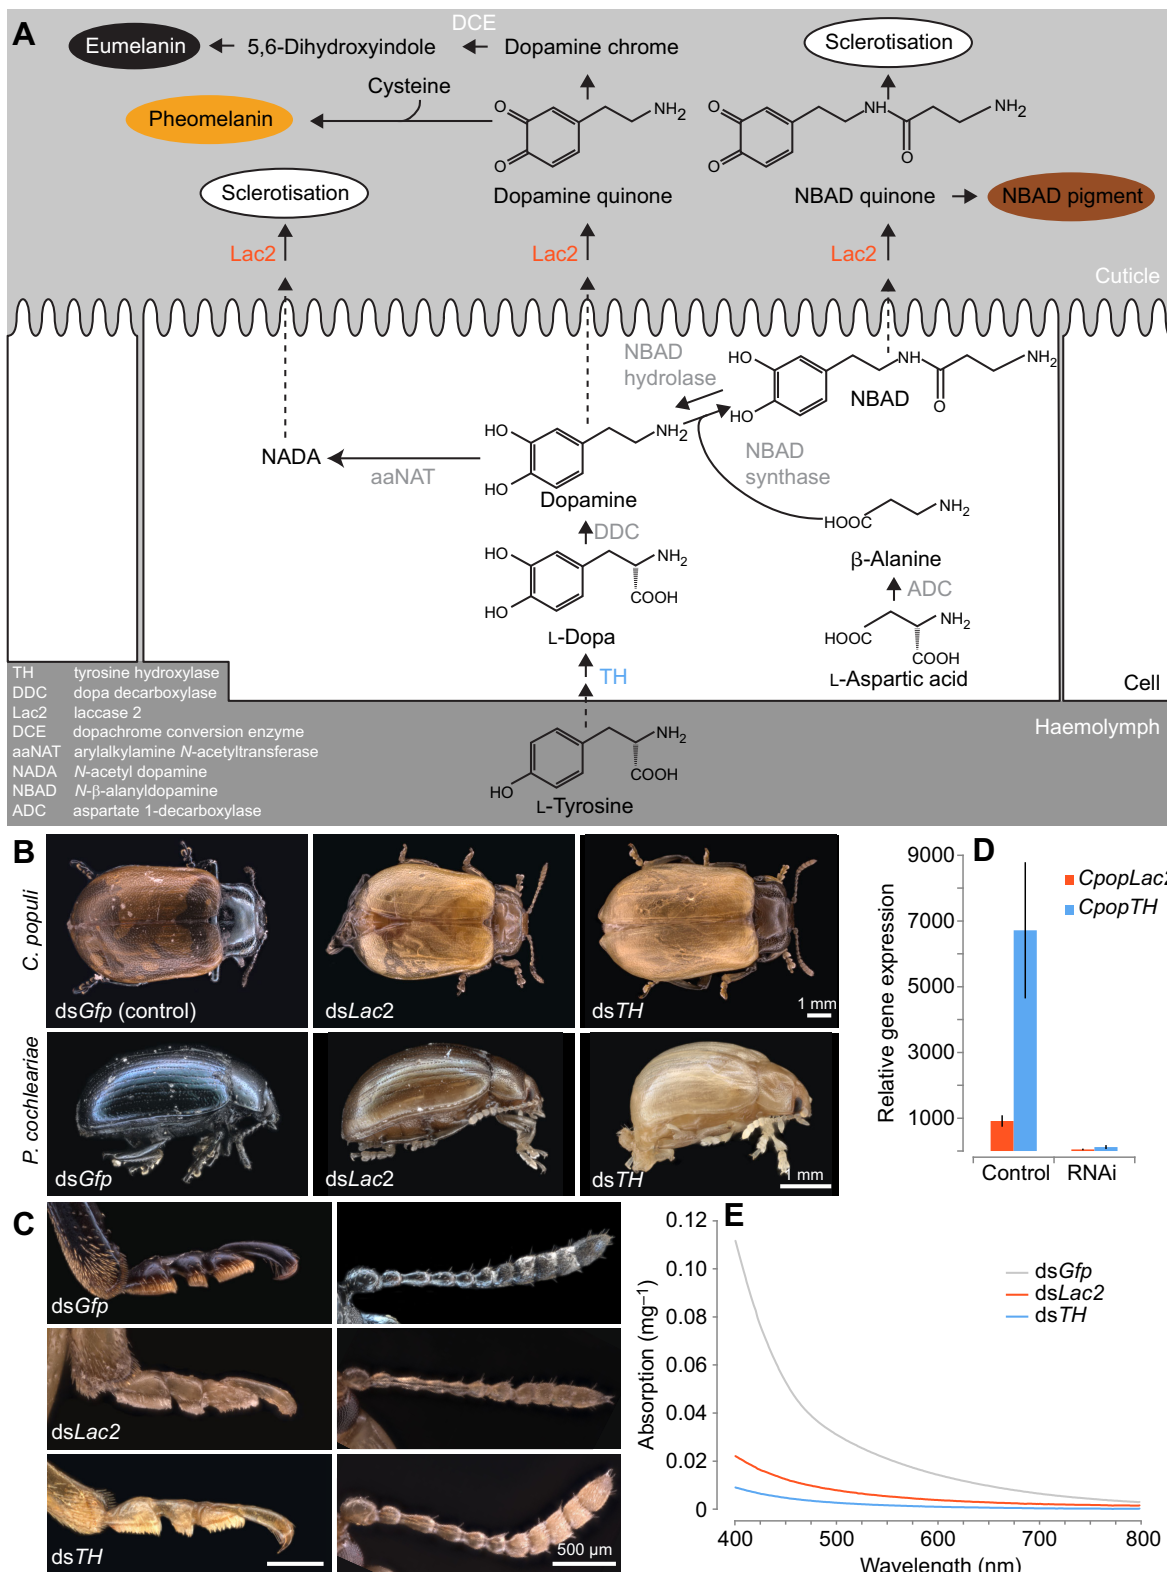 A
Eumelanin
5,6-Dihydroxyindole
DCE
Dopamine chrome
Sclerotisation
Cysteine
Pheomelanin
O
O
NH2
O
O
NH
O
NH2
Sclerotisation
Dopamine quinone
NBAD quinone
NBAD pigment
Lac2
Lac2
Lac2
Cuticle
NBAD
hydrolase
HO
HO
NH
O
NH2
NBAD
NADA
aaNAT
HO
HO
NH2
Dopamine
NBAD
synthase
HOOC
NH2
β-Alanine
DDC
HO
HO
NH2
COOH
L-Dopa
ADC
HOOC
NH2
COOH
L-Aspartic acid
TH
Cell
Haemolymph
HO
NH2
COOH
L-Tyrosine
TH tyrosine hydroxylase
DDC dopa decarboxylase
Lac2 laccase 2
DCE dopachrome conversion enzyme
aaNAT arylalkylamine N-acetyltransferase
NADA N-acetyl dopamine
NBAD N-β-alanyldopamine
ADC aspartate 1-decarboxylase
B
C. populi
dsGfp (control)
dsLac2
dsTH
1 mm
P. cochleariae
dsGfp
dsLac2
dsTH
1 mm
C
dsGfp
dsLac2
dsTH
500 µm
D
Relative gene expression
9000
7000
5000
3000
1000
CpopLac2
CpopTH
Control
RNAi
E
Absorption (mg−1)
0.12
0.10
0.08
0.06
0.04
0.02
0
dsGfp
dsLac2
dsTH
400
500
600
700
800
Wavelength (nm)